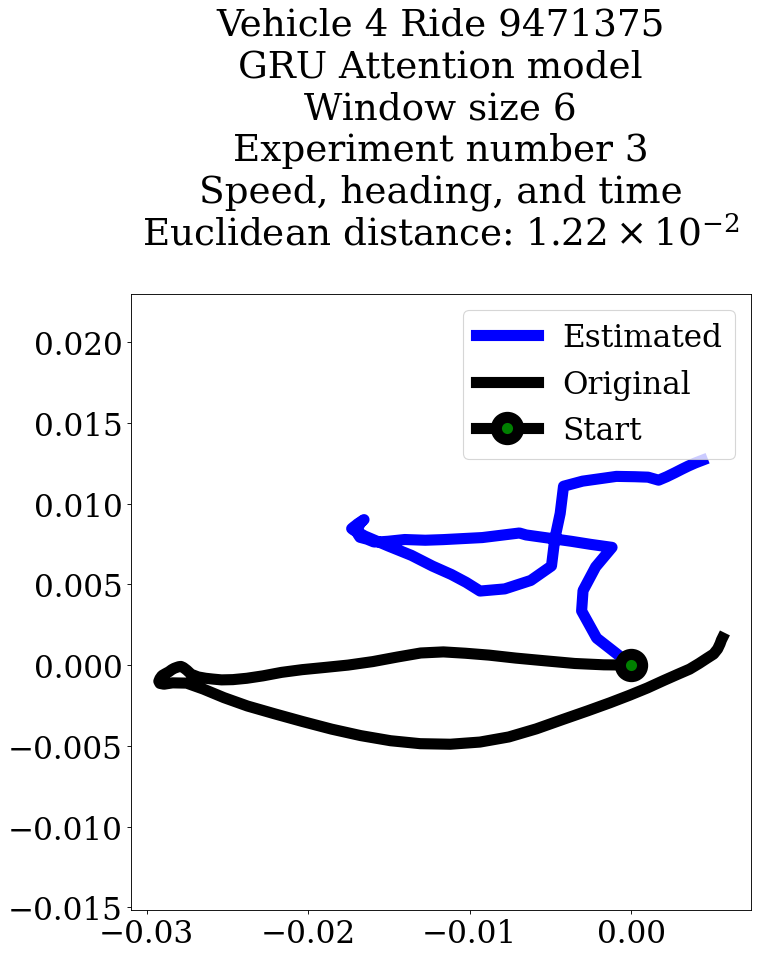 Vehicle 4 Ride 9471375
GRU Attention model
Window size 6
Experiment number 3
Speed, heading, and time
Euclidean distance: 1.22 × 10⁻²
Estimated
Original
Start
0.020
0.015
0.010
0.005
0.000
−0.005
−0.010
−0.015
−0.03 −0.02 −0.01 0.00